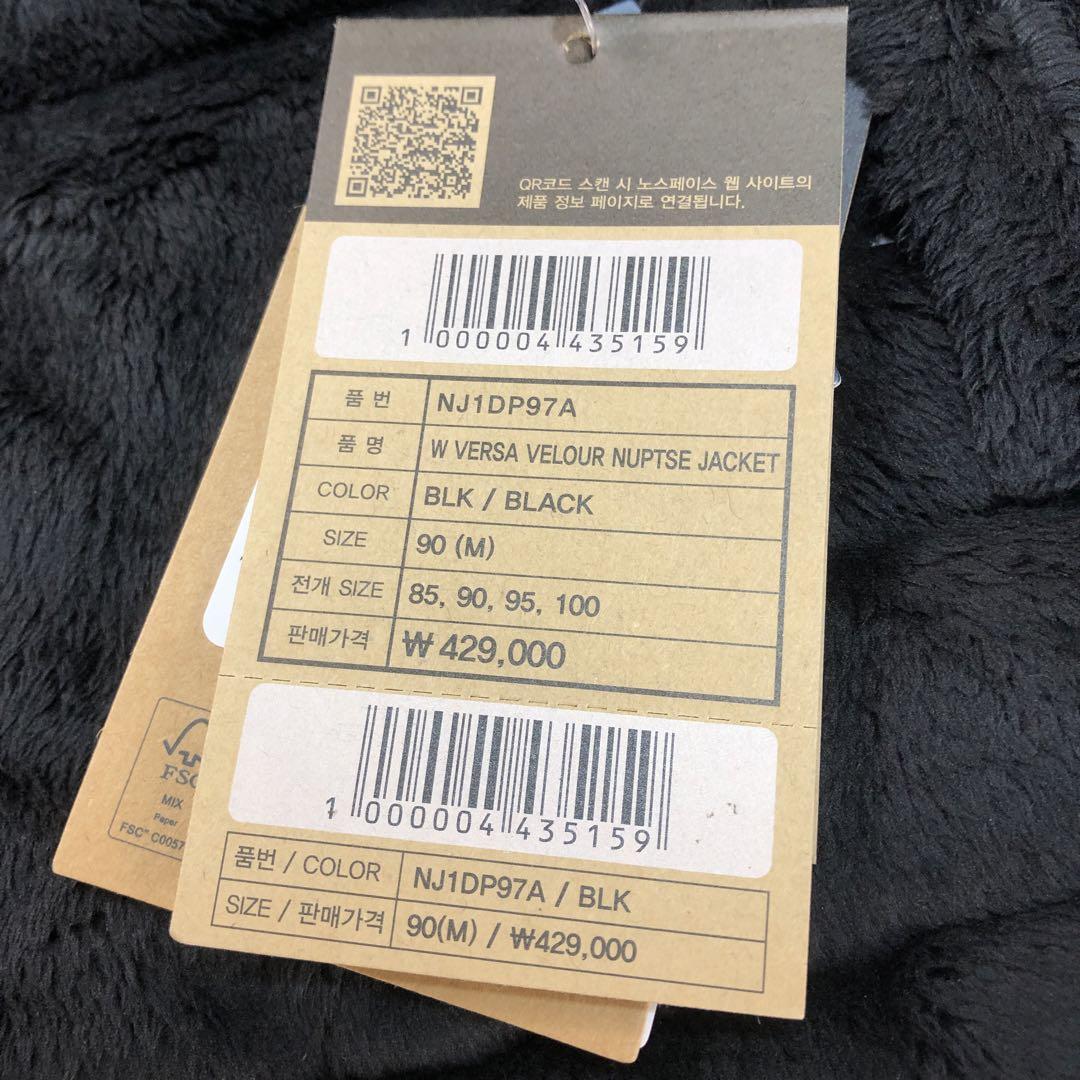 QR코드 스캔 시 노스페이스 웹 사이트의
제품 정보 페이지로 연결됩니다.
1 000004 435159
품 번 NJ1DP97A
품 명 W VERSA VELOUR NUPTSE JACKET
COLOR BLK / BLACK
SIZE 90 (M)
전개 SIZE 85, 90, 95, 100
판매가격 ₩ 429,000
1 000004 435159
품번 / COLOR NJ1DP97A / BLK
SIZE / 판매가격 90(M) / ₩429,000
FSC
MIX
Paper
FSC™ C0057